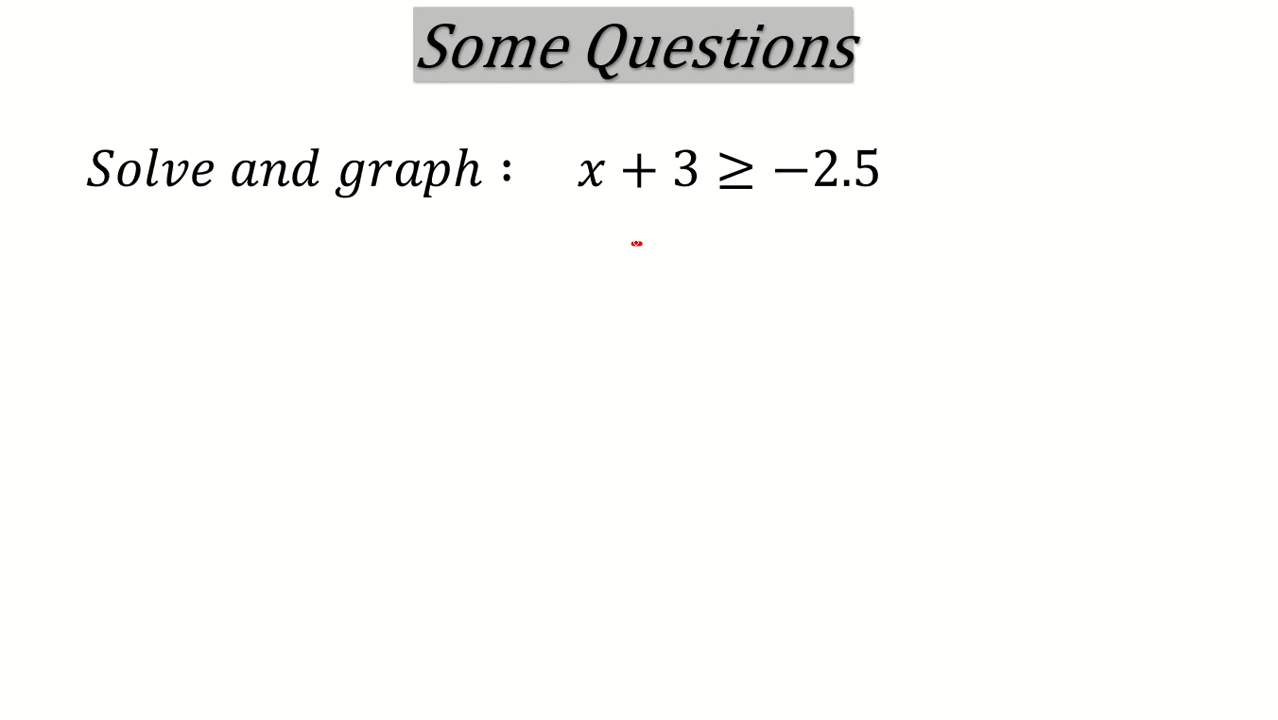 Some Questions
Solve and graph : x + 3 ≥ −2.5